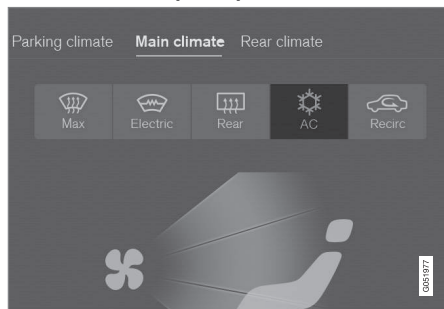 Parking climate Main climate Rear climate
Max Electric Rear AC Recirc
G051977